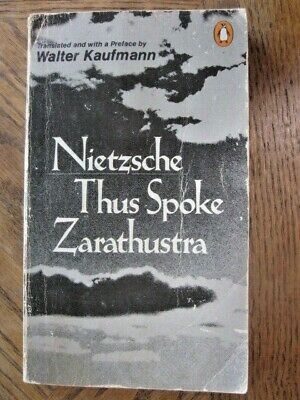 Translated and with a Preface by
Walter Kaufmann
Nietzsche
Thus Spoke
Zarathustra